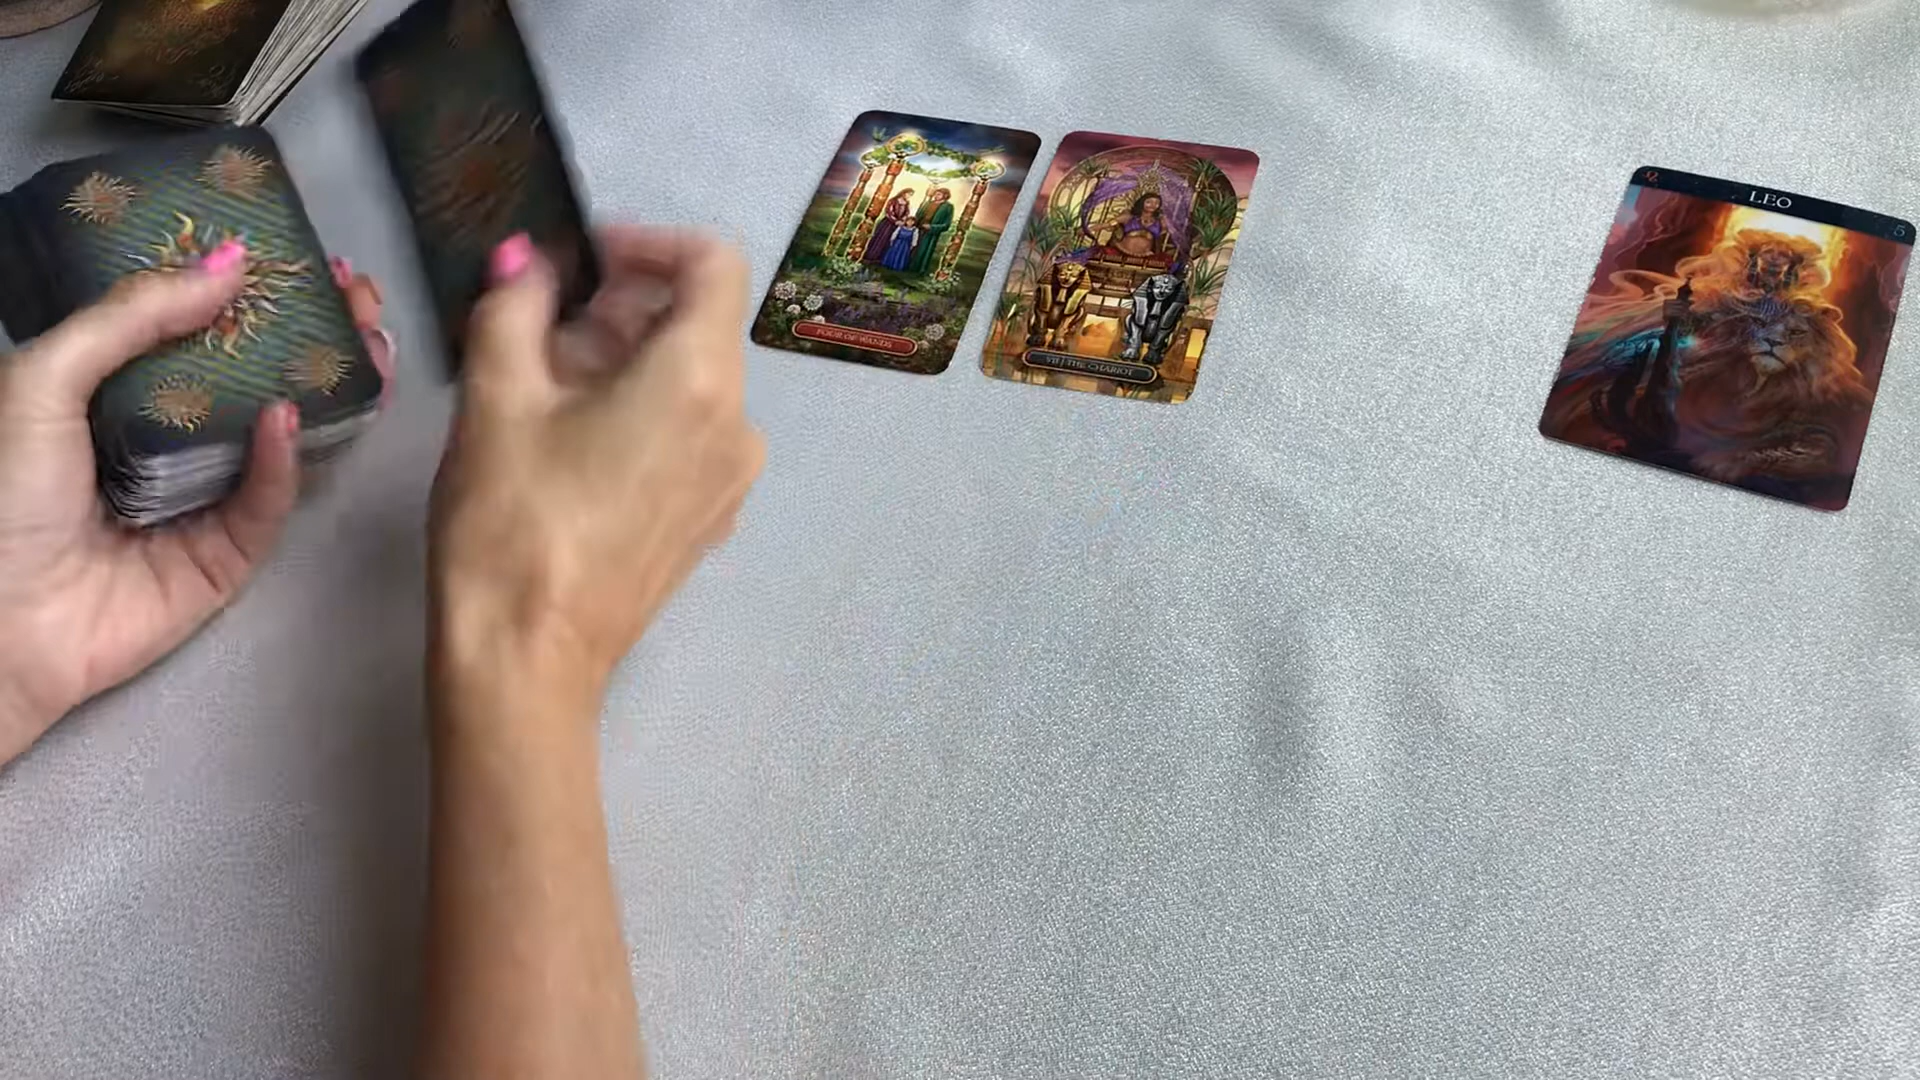 FOUR OF WANDS
VII | THE CHARIOT
LEO
5